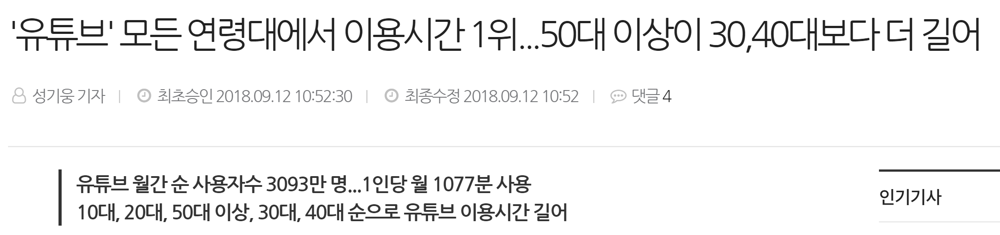 '유튜브' 모든 연령대에서 이용시간 1위...50대 이상이 30,40대보다 더 길어
성기웅 기자 | 최초승인 2018.09.12 10:52:30 | 최종수정 2018.09.12 10:52 | 댓글 4
유튜브 월간 순 사용자수 3093만 명...1인당 월 1077분 사용
10대, 20대, 50대 이상, 30대, 40대 순으로 유튜브 이용시간 길어
인기기사